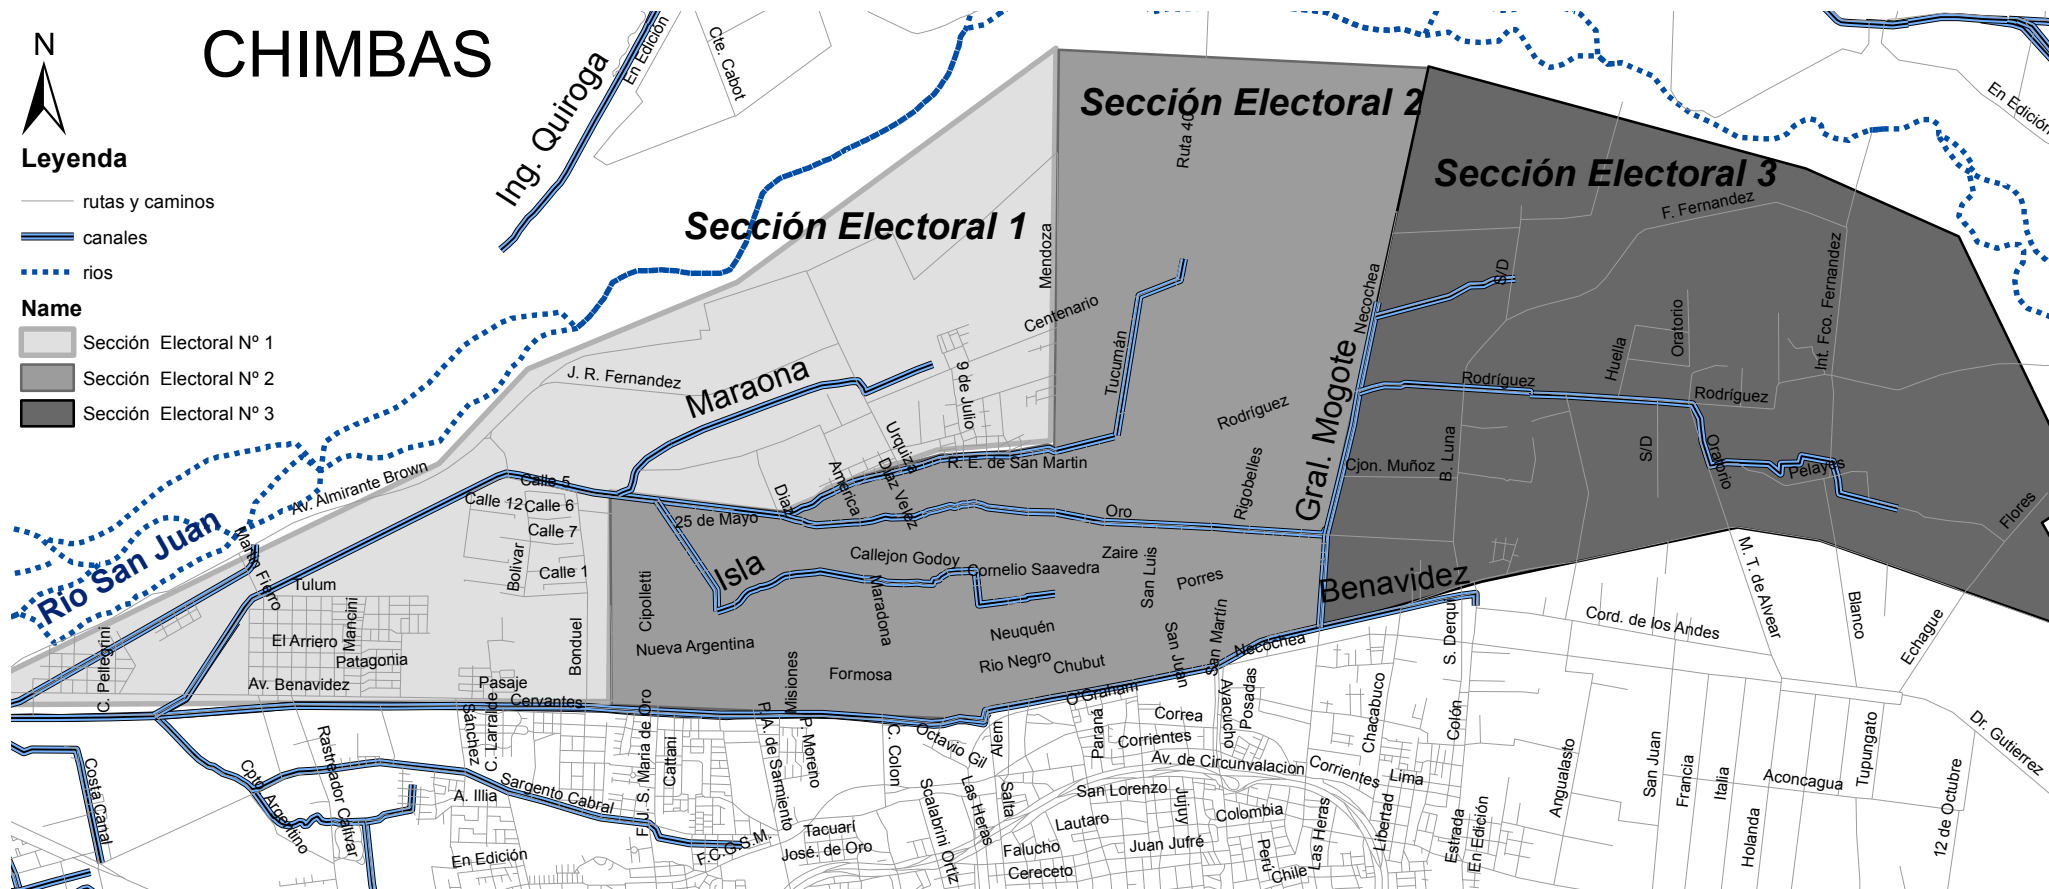 CHIMBAS
N
Leyenda
rutas y caminos
canales
rios
Name
Sección Electoral Nº 1
Sección Electoral Nº 2
Sección Electoral Nº 3
Ing. Quiroga
En Edición
Cte. Cabot
Sección Electoral 1
Sección Electoral 2
Sección Electoral 3
Ruta 40
En Edición
F. Fernandez
Int. Fco. Fernandez
Mendoza
Centenario
Tucumán
Necochea
S/D
Oratorio
Huella
J. R. Fernandez
Maraona
9 de Julio
Urquiza
Diaz Velez
America
Diaz
R. E. de San Martin
Rodríguez
Rigobelles
Gral. Mogote
Cjon. Muñoz
B. Luna
Rodríguez
Rodríguez
S/D
Oratorio
Pelayes
Flores
Av. Almirante Brown
Rio San Juan
Martin Fierro
Calle 5
Calle 12
Calle 6
Calle 7
Calle 1
Bolivar
Bonduel
Tulum
Mancini
El Arriero
Patagonia
C. Pellegrini
Av. Benavidez
Pasaje
Cervantes
25 de Mayo
Isla
Oro
Callejon Godoy
Cornelio Saavedra
Zaire
San Luis
Porres
Cipolletti
Maradona
Nueva Argentina
Misiones
Formosa
Neuquén
Rio Negro
Chubut
San Juan
San Martín
Necochea
Benavidez
S. Derqui
Cord. de los Andes
M. T. de Alvear
Blanco
Echague
Dr. Gutierrez
O'Graham
Sánchez
C. Larralde
F. J. S. Maria de Oro
Cattani
P. A. de Sarmiento
P. Moreno
C. Colon
Octavio Gil
Alem
Paraná
Correa
Corrientes
Ayacucho
Posadas
Chacabuco
Colón
Av. de Circunvalacion
Corrientes
Lima
Costa Canal
Cpto. Argentino
Rastreador Calivar
A. Illia
Sargento Cabral
En Edición
F.C.G.S.M.
Tacuarí
José. de Oro
Scalabrini Ortiz
Las Heras
Salta
San Lorenzo
Lautaro
Falucho
Cereceto
Jujuy
Juan Jufré
Colombia
Perú
Chile
Las Heras
Libertad
Estrada
En Edición
Angualasto
San Juan
Francia
Italia
Holanda
Aconcagua
Tupungato
12 de Octubre